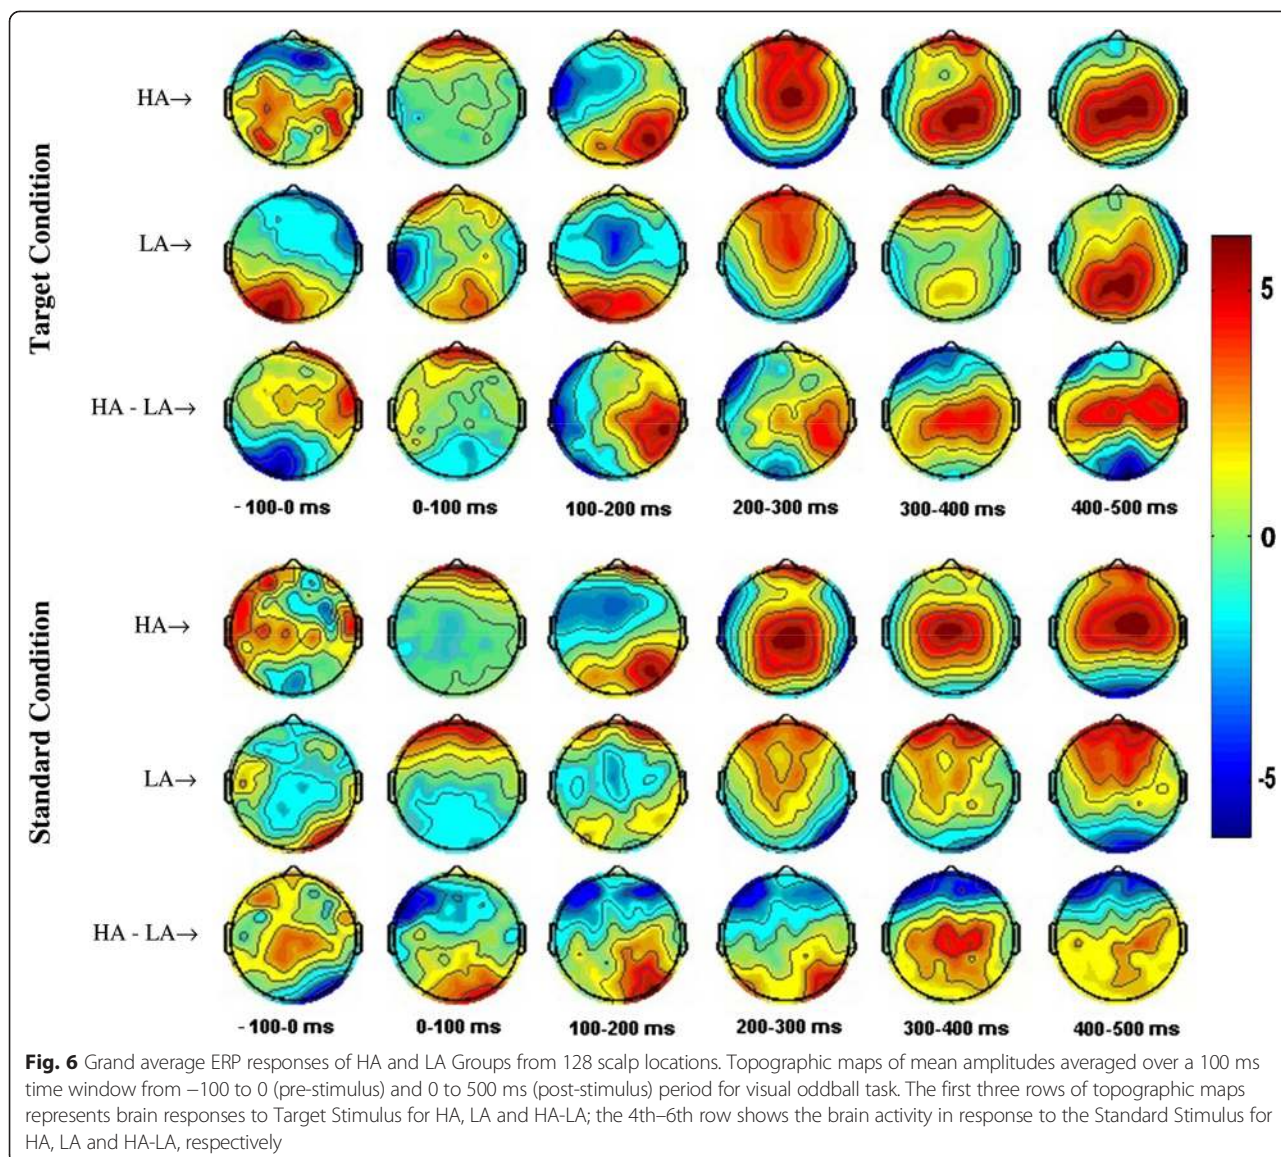 Target Condition
HA→
LA→
HA - LA→
- 100-0 ms 0-100 ms 100-200 ms 200-300 ms 300-400 ms 400-500 ms
Standard Condition
HA→
LA→
HA - LA→
- 100-0 ms 0-100 ms 100-200 ms 200-300 ms 300-400 ms 400-500 ms
5
0
-5
Fig. 6 Grand average ERP responses of HA and LA Groups from 128 scalp locations. Topographic maps of mean amplitudes averaged over a 100 ms
time window from −100 to 0 (pre-stimulus) and 0 to 500 ms (post-stimulus) period for visual oddball task. The first three rows of topographic maps
represents brain responses to Target Stimulus for HA, LA and HA-LA; the 4th–6th row shows the brain activity in response to the Standard Stimulus for
HA, LA and HA-LA, respectively